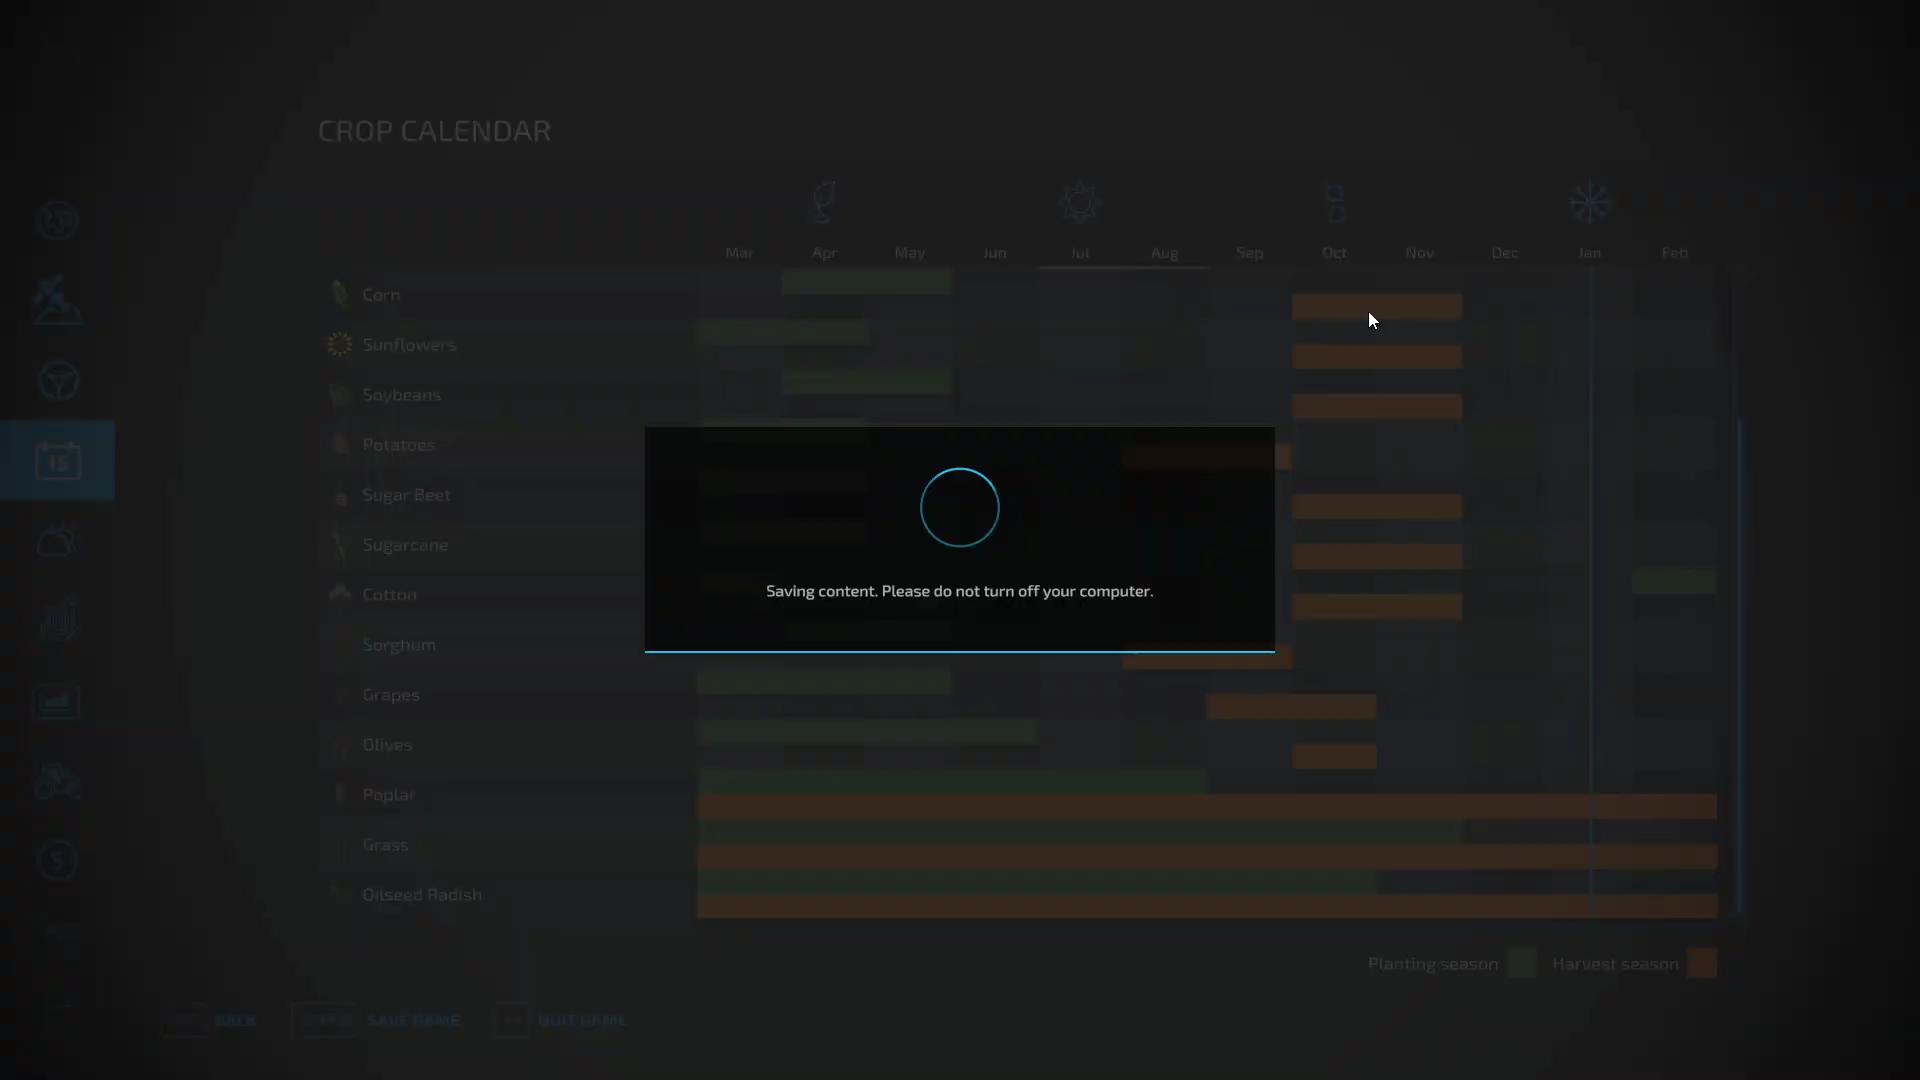 CROP CALENDAR
Mar Apr May Jun Jul Aug Sep Oct Nov Dec Jan Feb
Corn
Sunflowers
Soybeans
Potatoes
Sugar Beet
Sugarcane
Cotton
Sorghum
Grapes
Olives
Poplar
Grass
Oilseed Radish
15
Saving content. Please do not turn off your computer.
Planting season Harvest season
BACK SAVE GAME QUIT GAME